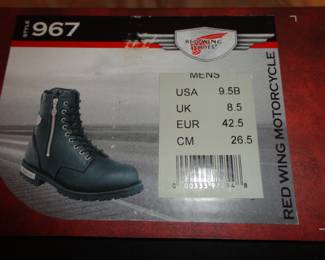 STYLE 967
RED WING
SHOES
MENS
USA 9.5B
UK 8.5
EUR 42.5
CM 26.5
RED WING MOTORCYCLE